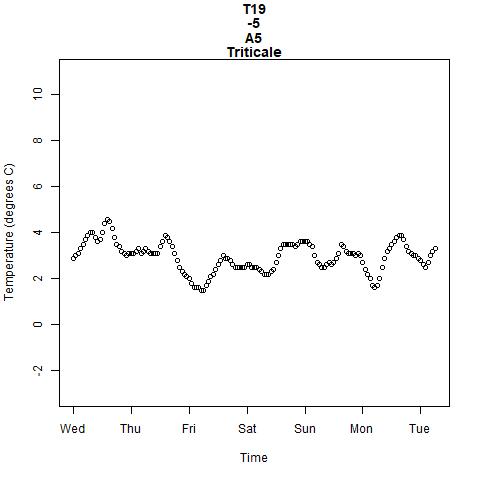 T19
-5
A5
Triticale
Temperature (degrees C)
10
8
6
4
2
0
-2
Wed Thu Fri Sat Sun Mon Tue
Time